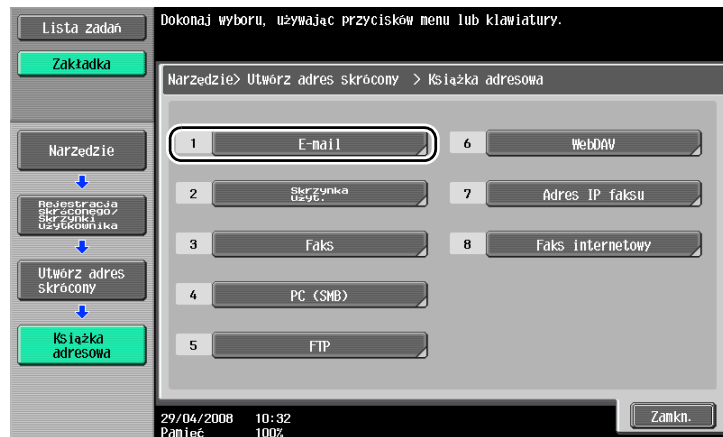 Lista zadań
Dokonaj wyboru, używając przycisków menu lub klawiatury.
Zakładka
Narzędzie> Utwórz adres skrócony > Książka adresowa
Narzędzie
Rejestracja
skróconego/
Skrzynki
użytkownika
Utwórz adres
skrócony
Książka
adresowa
1 E-mail
2 Skrzynka
użyt.
3 Faks
4 PC (SMB)
5 FTP
6 WebDAV
7 Adres IP faksu
8 Faks internetowy
29/04/2008 10:32
Pamięć 100%
Zamkn.